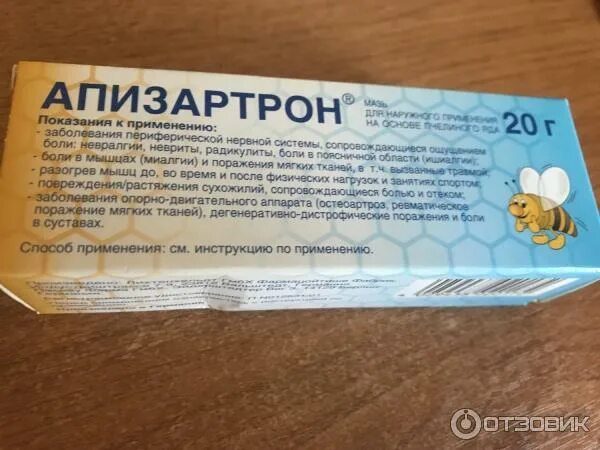 АПИЗАРТРОН®
МАЗЬ
ДЛЯ НАРУЖНОГО ПРИМЕНЕНИЯ
НА ОСНОВЕ ПЧЕЛИНОГО ЯДА
20 г
Показания к применению:
- заболевания периферической нервной системы, сопровождающиеся ощущением
боли: невралгии, невриты, радикулиты, боли в поясничной области (ишиалгии);
- боли в мышцах (миалгии) и поражения мягких тканей, в т.ч. вызванные травмой;
- разогрев мышц до, во время и после физических нагрузок и занятиях спортом;
- повреждения/растяжения сухожилий, сопровождающиеся болью и отеком;
- заболевания опорно-двигательного аппарата (остеоартроз, ревматическое
поражение мягких тканей), дегенеративно-дистрофические поражения и боли
в суставах.
Способ применения: см. инструкцию по применению.
ОТЗОВИК